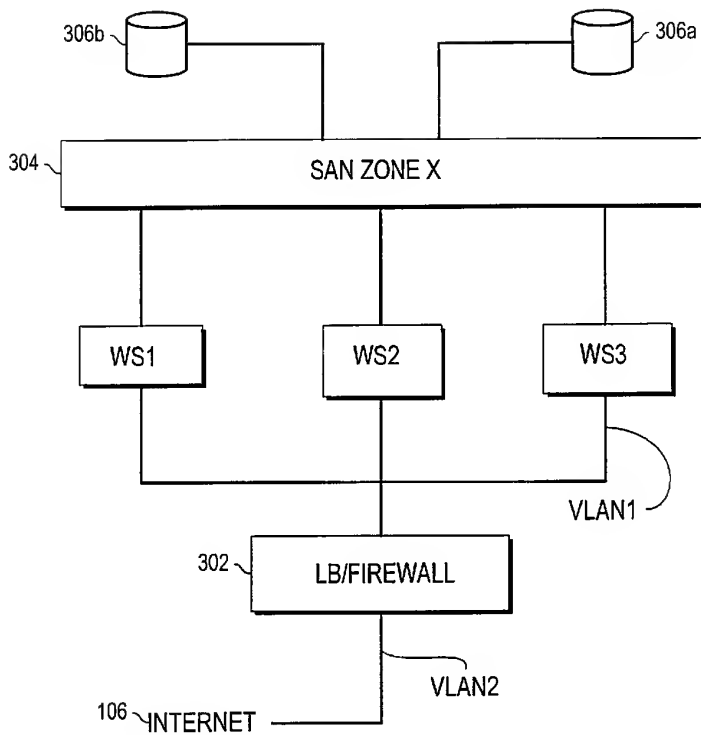 306b
306a
304
SAN ZONE X
WS1
WS2
WS3
VLAN1
302
LB/FIREWALL
VLAN2
106
INTERNET